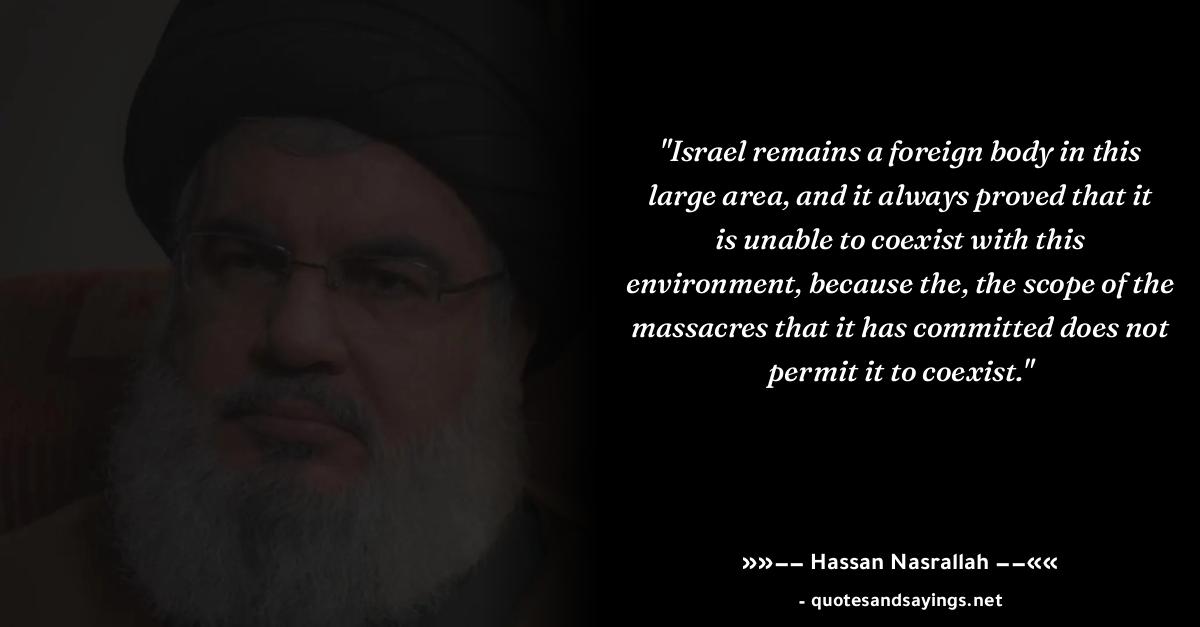 "Israel remains a foreign body in this
large area, and it always proved that it
is unable to coexist with this
environment, because the, the scope of the
massacres that it has committed does not
permit it to coexist."
»»-- Hassan Nasrallah --««
- quotesandsayings.net